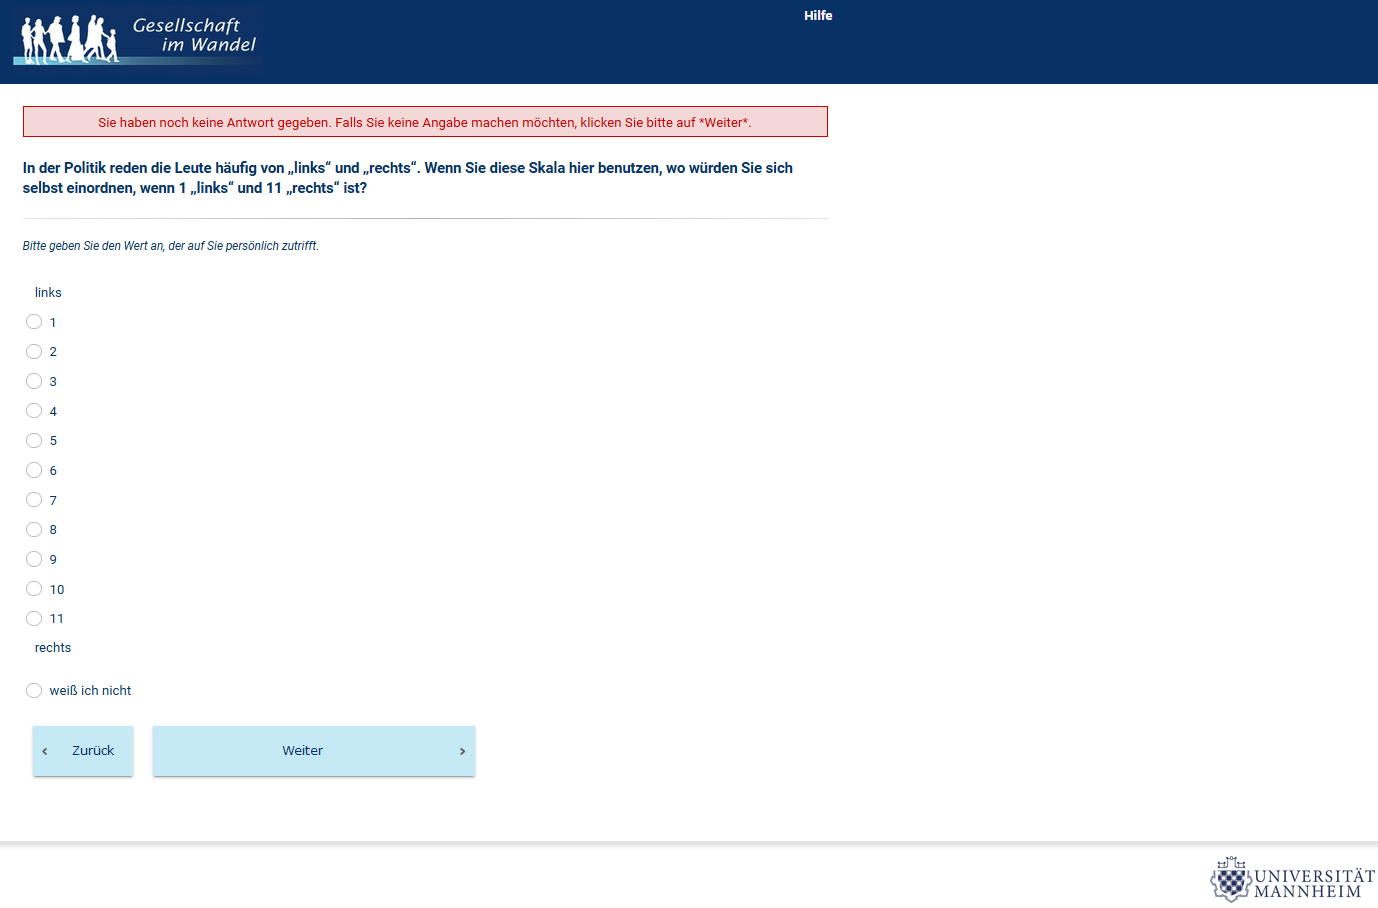 Gesellschaft
im Wandel
Hilfe
Sie haben noch keine Antwort gegeben. Falls Sie keine Angabe machen möchten, klicken Sie bitte auf *Weiter*.
In der Politik reden die Leute häufig von „links“ und „rechts“. Wenn Sie diese Skala hier benutzen, wo würden Sie sich
selbst einordnen, wenn 1 „links“ und 11 „rechts“ ist?
Bitte geben Sie den Wert an, der auf Sie persönlich zutrifft.
links
1
2
3
4
5
6
7
8
9
10
11
rechts
weiß ich nicht
‹ Zurück
Weiter ›
UNIVERSITÄT
MANNHEIM